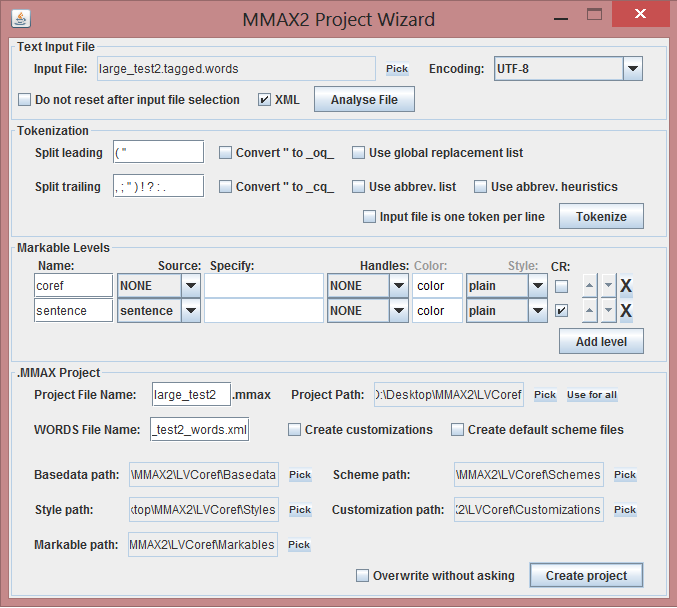 MMAX2 Project Wizard
Text Input File
Input File: large_test2.tagged.words Pick Encoding: UTF-8
Do not reset after input file selection XML Analyse File
Tokenization
Split leading ( " Convert " to _oq_ Use global replacement list
Split trailing , ; " ) ! ? : . Convert " to _cq_ Use abbrev. list Use abbrev. heuristics
Input file is one token per line Tokenize
Markable Levels
Name: Source: Specify: Handles: Color: Style: CR:
coref NONE NONE color plain X
sentence sentence NONE color plain X
Add level
.MMAX Project
Project File Name: large_test2 .mmax Project Path: D:\Desktop\MMAX2\LVCoref Pick Use for all
WORDS File Name: _test2_words.xml Create customizations Create default scheme files
Basedata path: \MMAX2\LVCoref\Basedata Pick Scheme path: \MMAX2\LVCoref\Schemes Pick
Style path: top\MMAX2\LVCoref\Styles Pick Customization path: X2\LVCoref\Customizations Pick
Markable path: MMAX2\LVCoref\Markables Pick
Overwrite without asking Create project